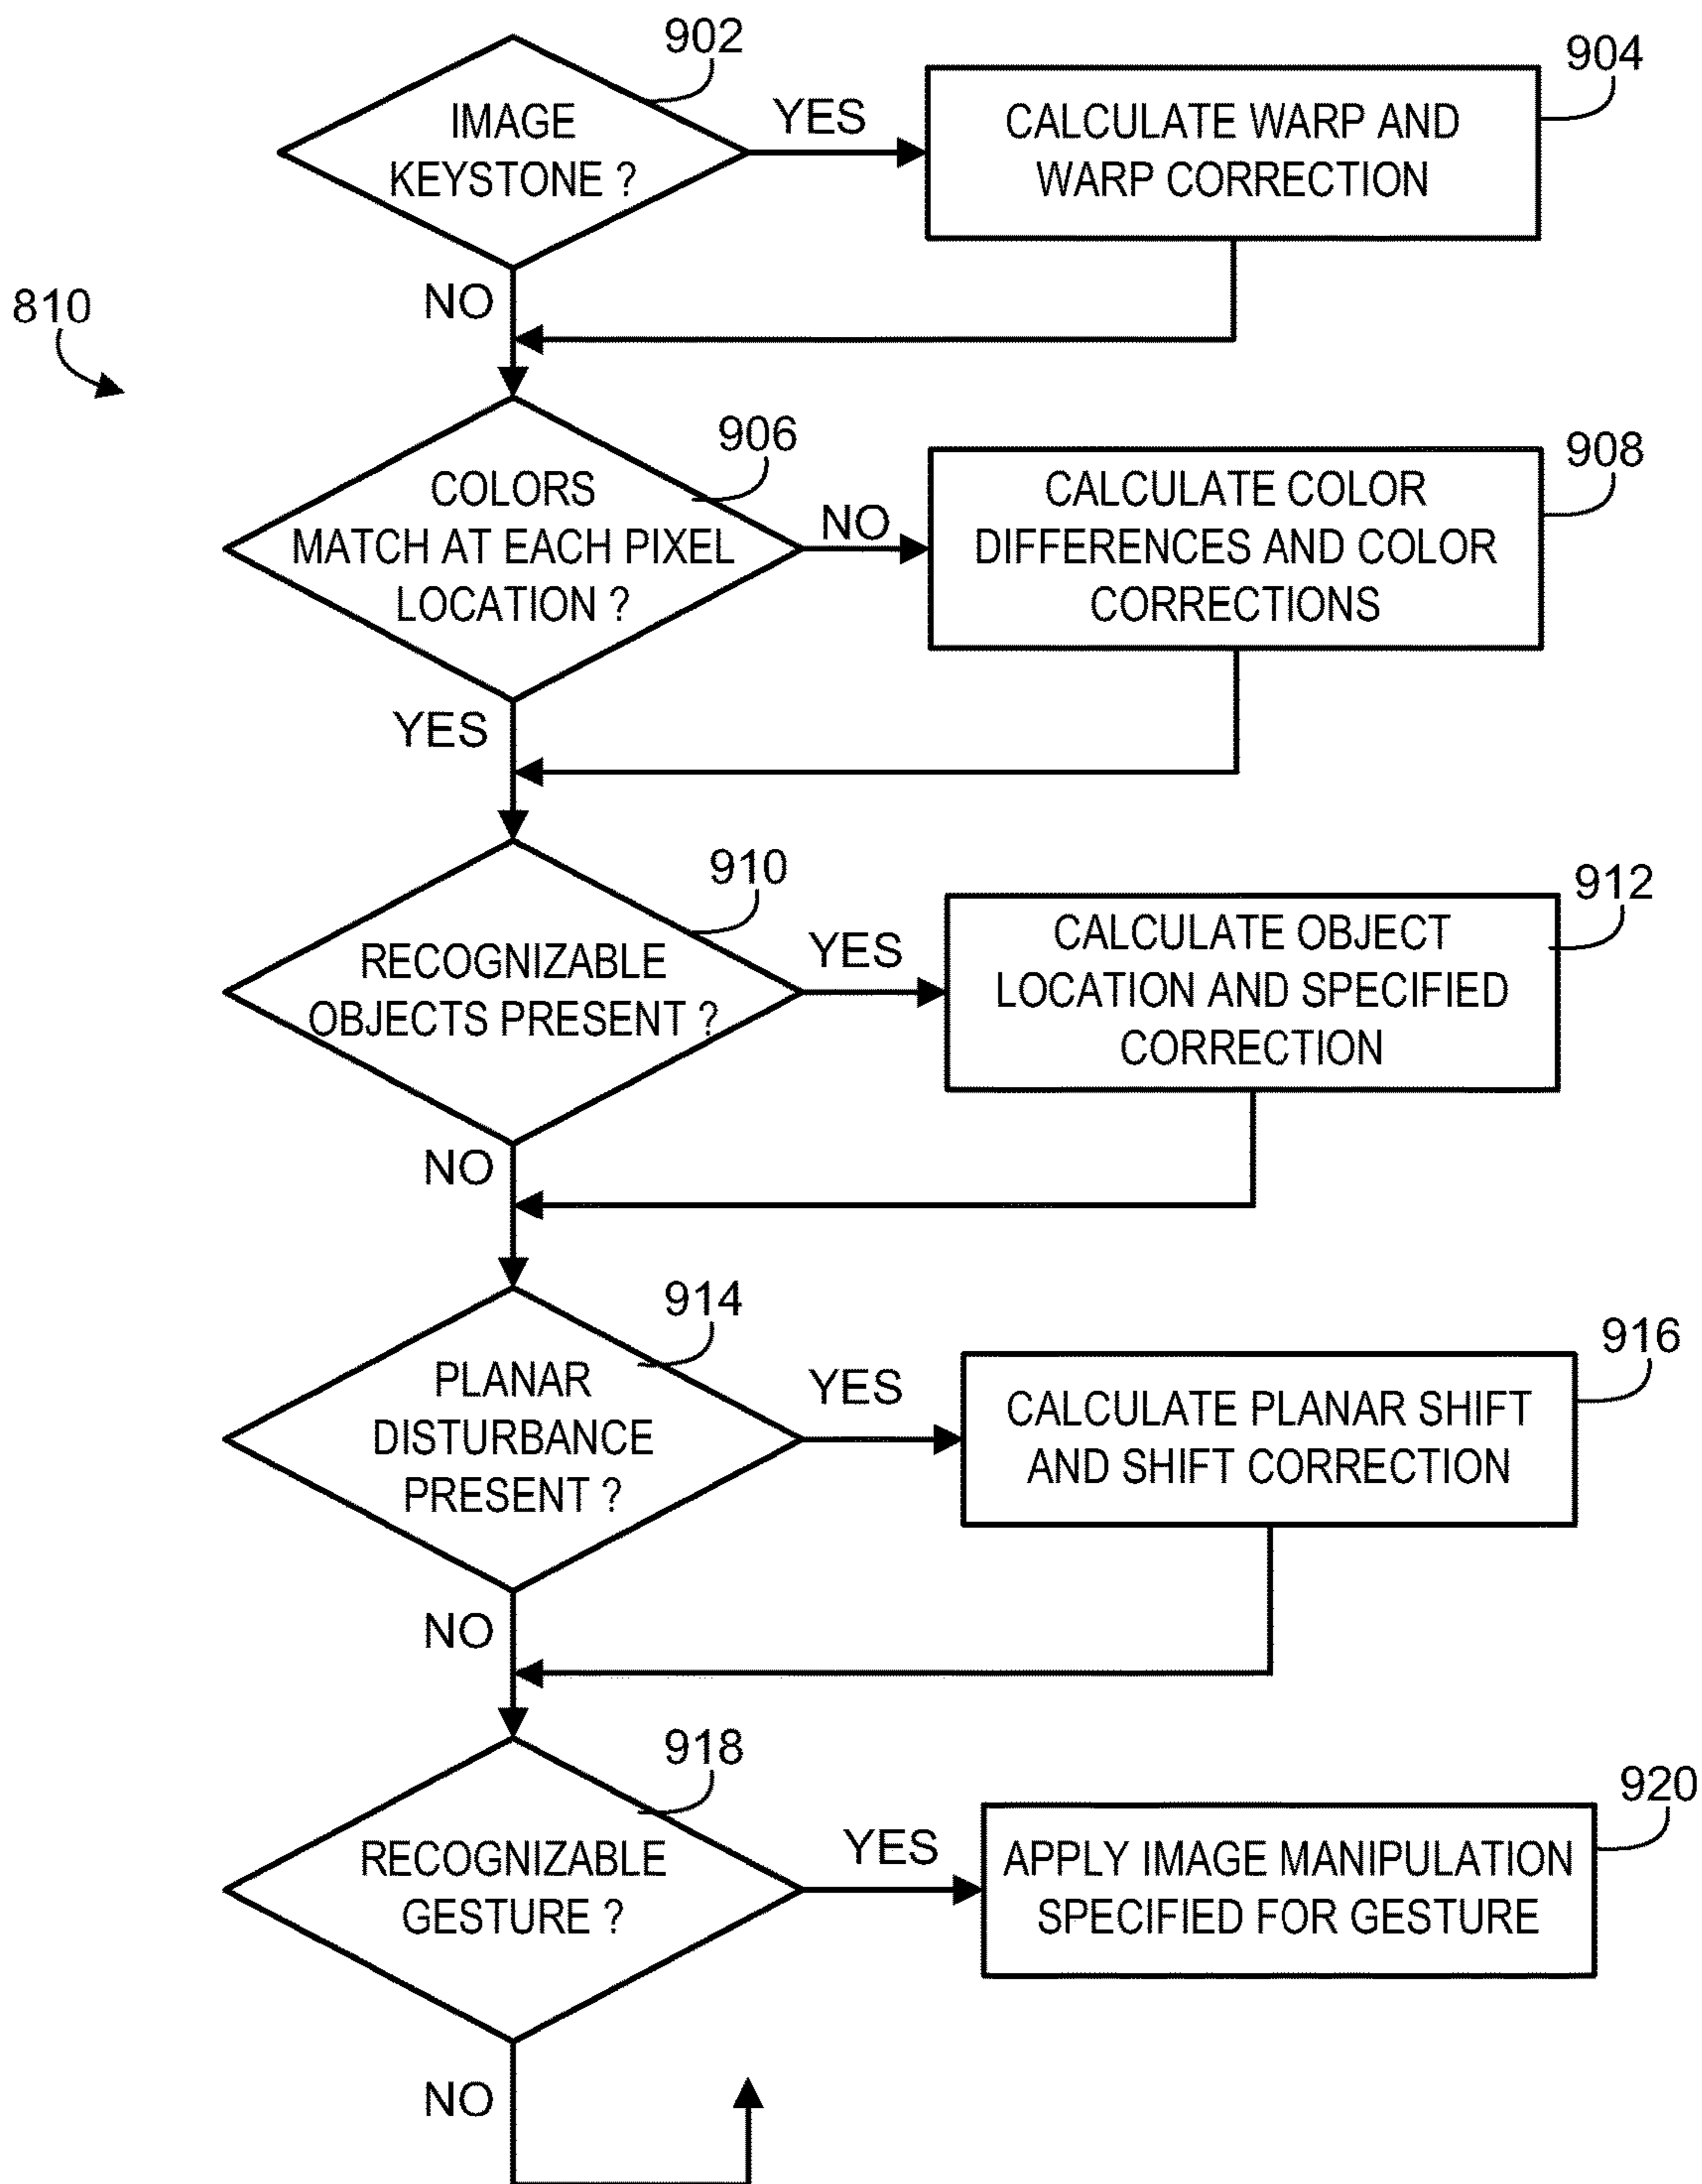 902
IMAGE
KEYSTONE ?
YES
904
CALCULATE WARP AND
WARP CORRECTION
NO
810
906
COLORS
MATCH AT EACH PIXEL
LOCATION ?
NO
908
CALCULATE COLOR
DIFFERENCES AND COLOR
CORRECTIONS
YES
910
RECOGNIZABLE
OBJECTS PRESENT ?
YES
912
CALCULATE OBJECT
LOCATION AND SPECIFIED
CORRECTION
NO
914
PLANAR
DISTURBANCE
PRESENT ?
YES
916
CALCULATE PLANAR SHIFT
AND SHIFT CORRECTION
NO
918
RECOGNIZABLE
GESTURE ?
YES
920
APPLY IMAGE MANIPULATION
SPECIFIED FOR GESTURE
NO